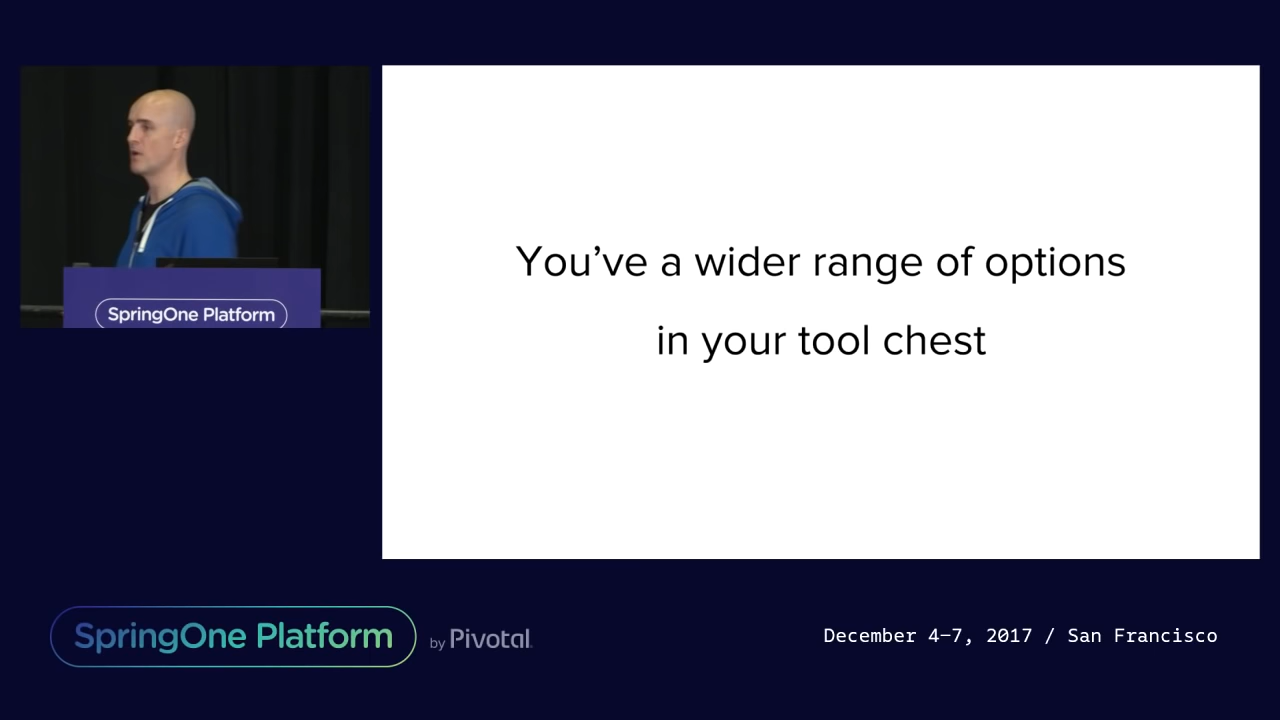 SpringOne Platform
You’ve a wider range of options
in your tool chest
SpringOne Platform by Pivotal.
December 4–7, 2017 / San Francisco